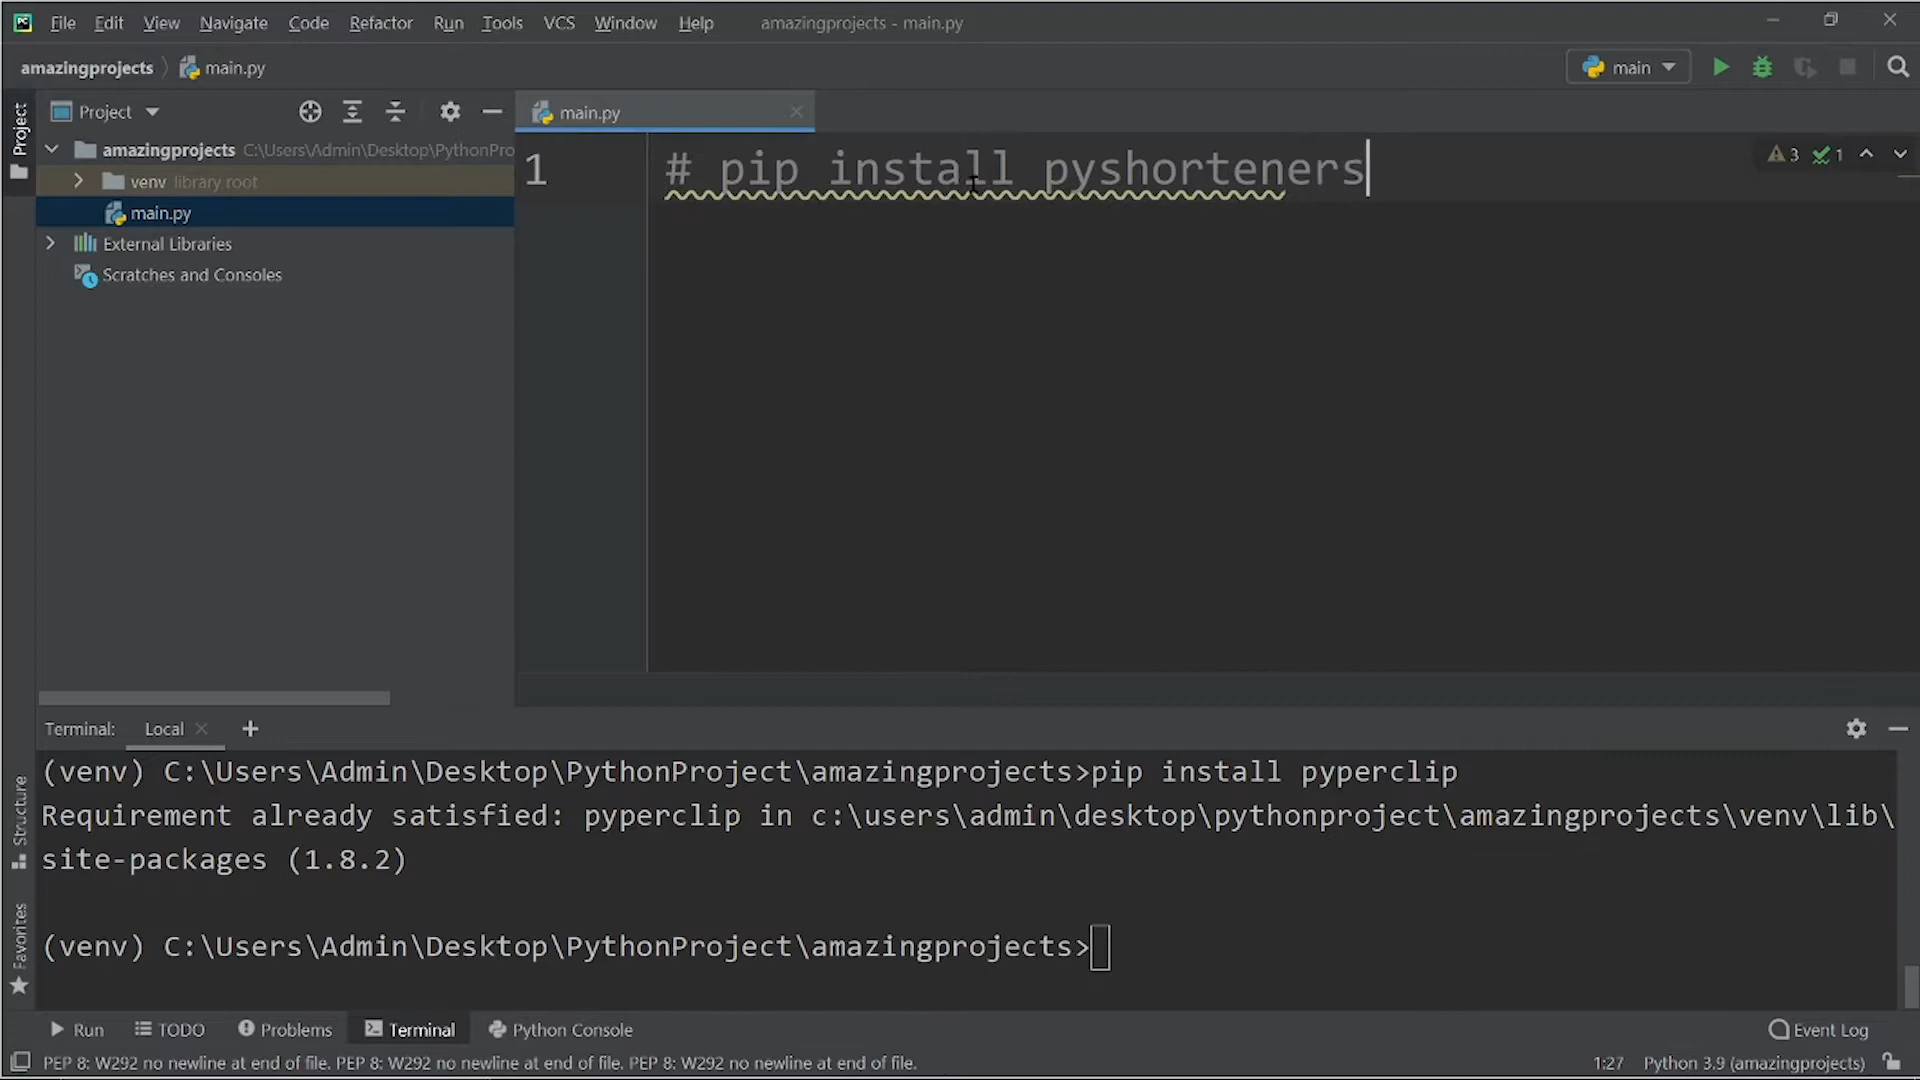 File Edit View Navigate Code Refactor Run Tools VCS Window Help amazingprojects - main.py
amazingprojects main.py main
Project
Project
main.py
amazingprojects C:\Users\Admin\Desktop\PythonPro
venv library root
main.py
External Libraries
Scratches and Consoles
1 # pip install pyshorteners
3 1
Terminal: Local
(venv) C:\Users\Admin\Desktop\PythonProject\amazingprojects>pip install pyperclip
Requirement already satisfied: pyperclip in c:\users\admin\desktop\pythonproject\amazingprojects\venv\lib\
site-packages (1.8.2)
(venv) C:\Users\Admin\Desktop\PythonProject\amazingprojects>
Structure
Favorites
Run TODO Problems Terminal Python Console Event Log
PEP 8: W292 no newline at end of file. PEP 8: W292 no newline at end of file. PEP 8: W292 no newline at end of file. 1:27 Python 3.9 (amazingprojects)